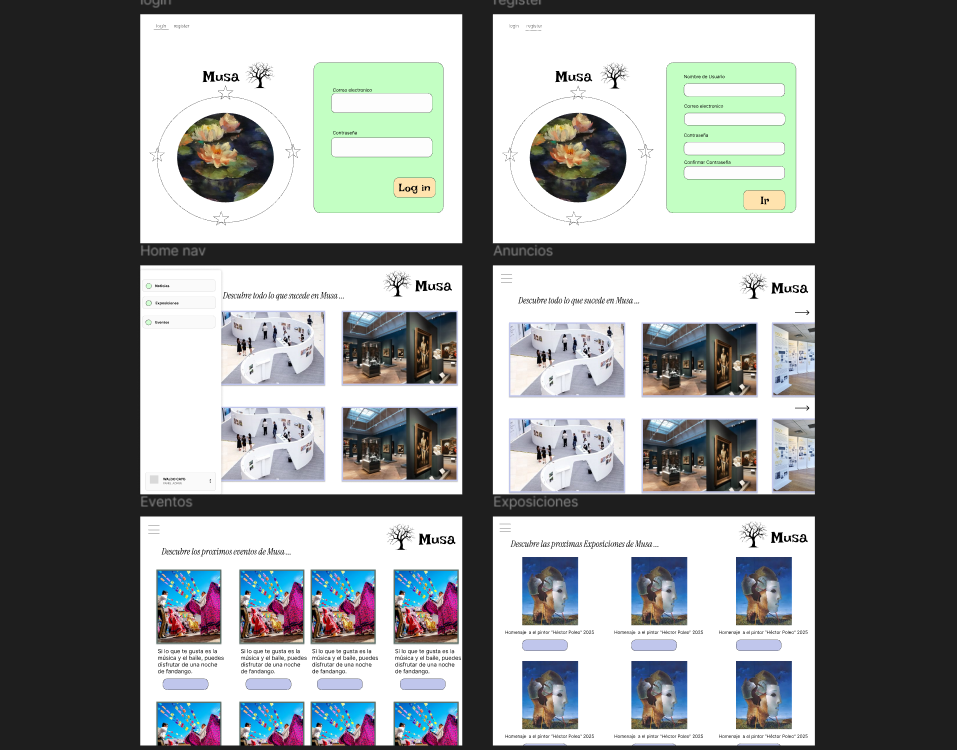 login
register
login register
login register
Musa
Musa
Correo electronico
Contraseña
Log in
Nombre de Usuario
Correo electronico
Contraseña
Confirmar Contraseña
Ir
Home nav
Anuncios
Noticias
Exposiciones
Eventos
Descubre todo lo que sucede en Musa ...
Musa
WALDO CAYO
Descubre todo lo que sucede en Musa ...
Musa
Eventos
Exposiciones
Musa
Descubre los proximos eventos de Musa ...
Si lo que te gusta es la
música y el baile, puedes
disfrutar de una noche
de fandango.
Si lo que te gusta es la
música y el baile, puedes
disfrutar de una noche
de fandango.
Si lo que te gusta es la
música y el baile, puedes
disfrutar de una noche
de fandango.
Si lo que te gusta es la
música y el baile, puedes
disfrutar de una noche
de fandango.
Musa
Descubre las proximas Exposiciones de Musa ...
Homenaje a el pintor "Héctor Poleo" 2025
Homenaje a el pintor "Héctor Poleo" 2025
Homenaje a el pintor "Héctor Poleo" 2025
Homenaje a el pintor "Héctor Poleo" 2025
Homenaje a el pintor "Héctor Poleo" 2025
Homenaje a el pintor "Héctor Poleo" 2025